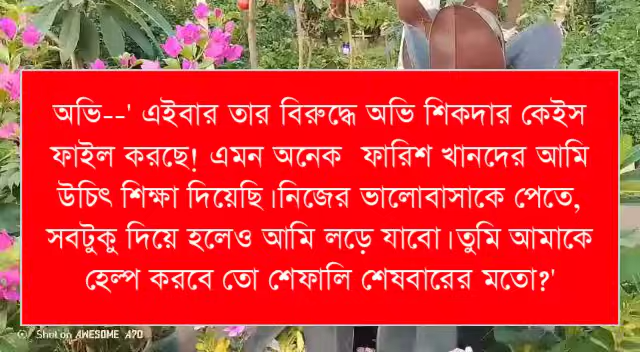 অভি--' এইবার তার বিরুদ্ধে অভি শিকদার কেইস
ফাইল করছে! এমন অনেক ফারিশ খানদের আমি
উচিৎ শিক্ষা দিয়েছি।নিজের ভালোবাসাকে পেতে,
সবটুকু দিয়ে হলেও আমি লড়ে যাবো।তুমি আমাকে
হেল্প করবে তো শেফালি শেষবারের মতো?'
Shot on AWESOME A70